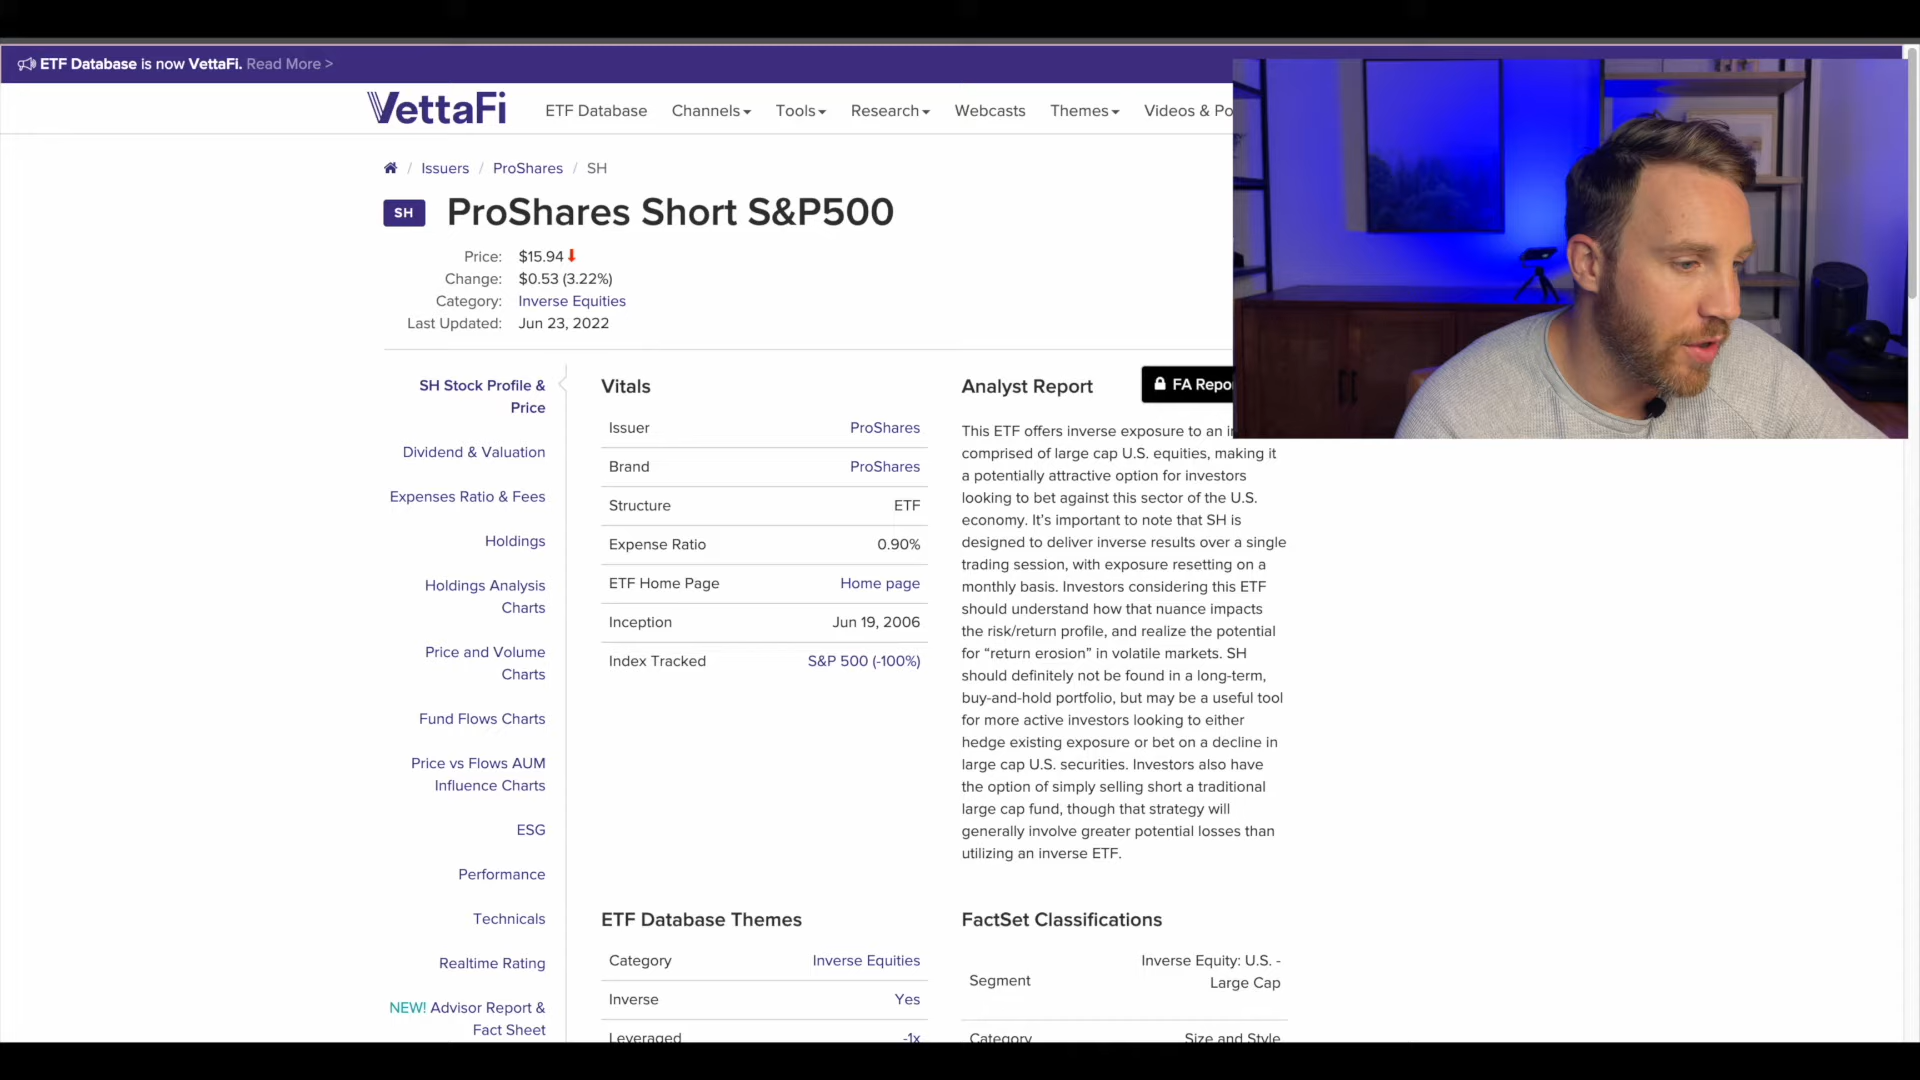 ETF Database is now VettaFi. Read More >
VettaFi
ETF Database Channels Tools Research Webcasts Themes Videos & Po
/ Issuers / ProShares / SH
SH ProShares Short S&P500
Price: $15.94
Change: $0.53 (3.22%)
Category: Inverse Equities
Last Updated: Jun 23, 2022
SH Stock Profile &
Price
Dividend & Valuation
Expenses Ratio & Fees
Holdings
Holdings Analysis
Charts
Price and Volume
Charts
Fund Flows Charts
Price vs Flows AUM
Influence Charts
ESG
Performance
Technicals
Realtime Rating
NEW! Advisor Report &
Fact Sheet
Vitals
Issuer ProShares
Brand ProShares
Structure ETF
Expense Ratio 0.90%
ETF Home Page Home page
Inception Jun 19, 2006
Index Tracked S&P 500 (-100%)
Analyst Report FA Repo
This ETF offers inverse exposure to an
comprised of large cap U.S. equities, making it
a potentially attractive option for investors
looking to bet against this sector of the U.S.
economy. It's important to note that SH is
designed to deliver inverse results over a single
trading session, with exposure resetting on a
monthly basis. Investors considering this ETF
should understand how that nuance impacts
the risk/return profile, and realize the potential
for “return erosion” in volatile markets. SH
should definitely not be found in a long-term,
buy-and-hold portfolio, but may be a useful tool
for more active investors looking to either
hedge existing exposure or bet on a decline in
large cap U.S. securities. Investors also have
the option of simply selling short a traditional
large cap fund, though that strategy will
generally involve greater potential losses than
utilizing an inverse ETF.
ETF Database Themes
Category Inverse Equities
Inverse Yes
Leveraged -1x
FactSet Classifications
Segment Inverse Equity: U.S. -
Large Cap
Category Size and Style